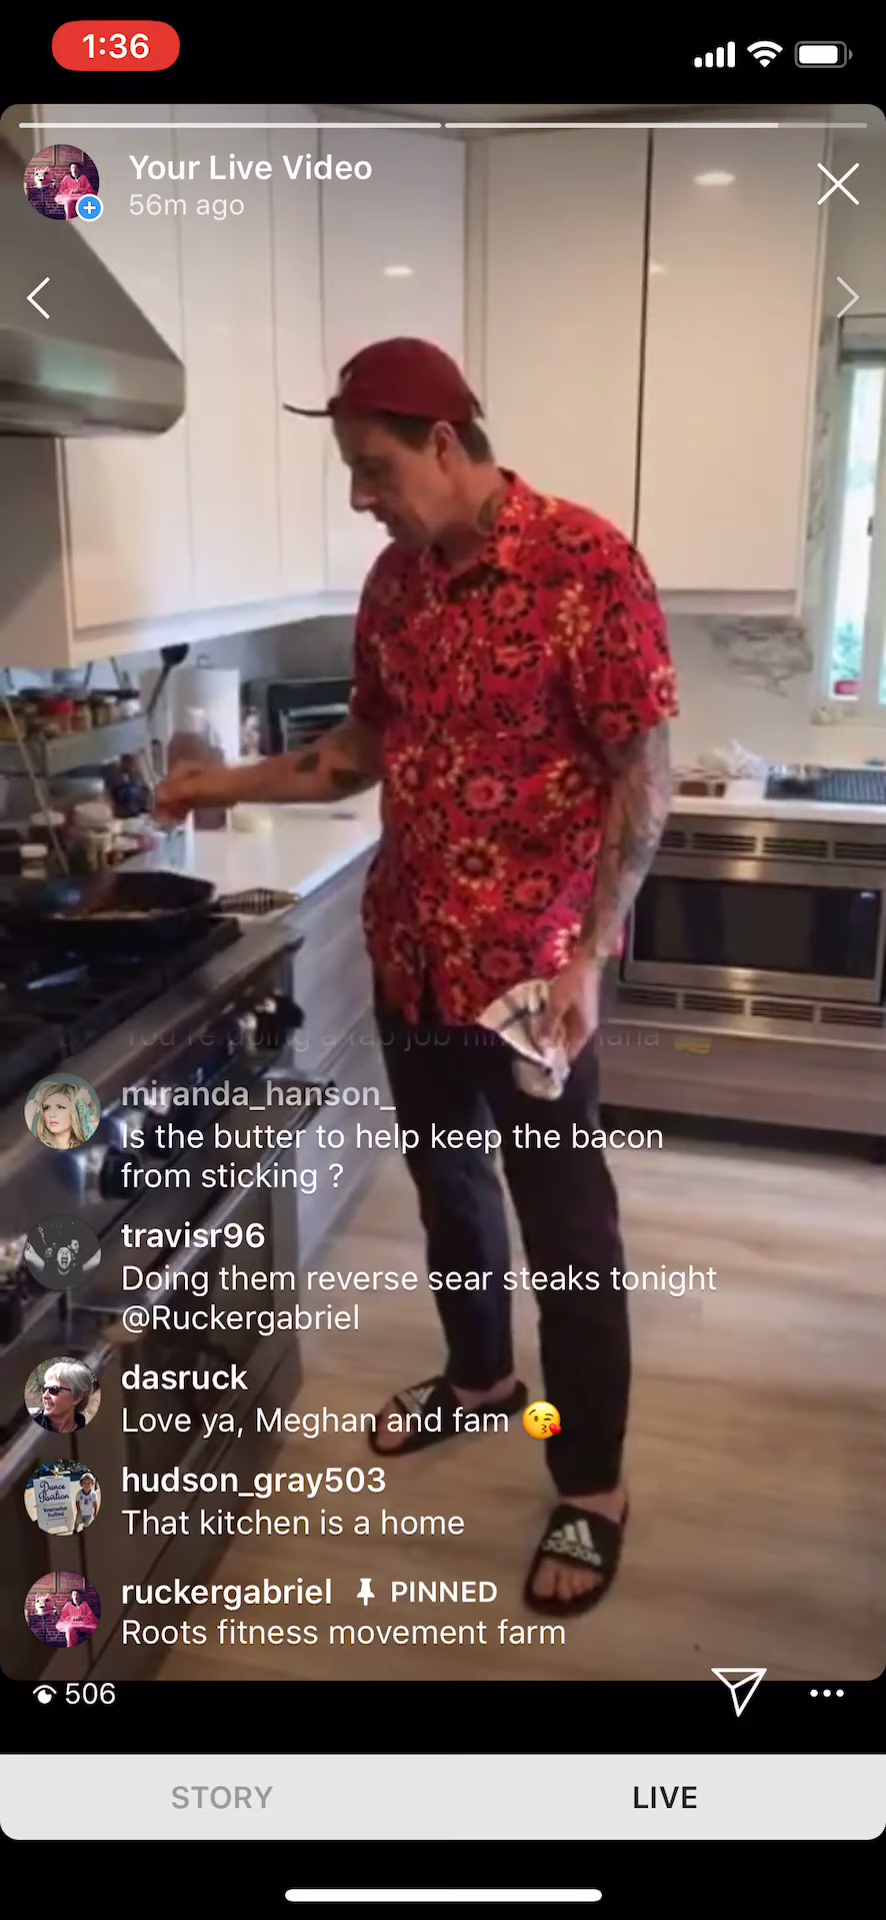 1:36
Your Live Video
56m ago
miranda_hanson_
Is the butter to help keep the bacon
from sticking ?
travisr96
Doing them reverse sear steaks tonight
@Ruckergabriel
dasruck
Love ya, Meghan and fam 😘
hudson_gray503
That kitchen is a home
ruckergabriel PINNED
Roots fitness movement farm
adidas
506
STORY
LIVE